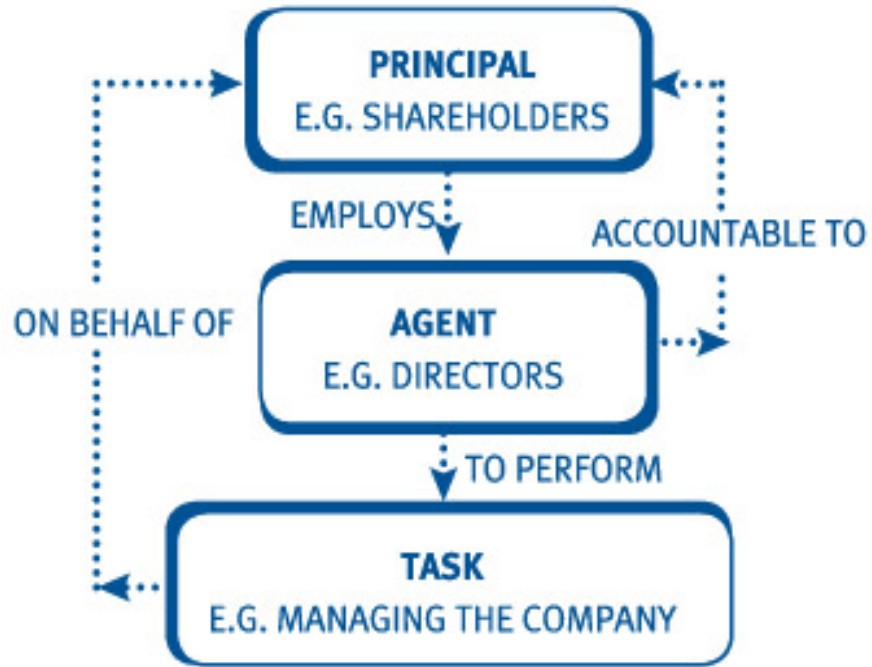 PRINCIPAL
E.G. SHAREHOLDERS
EMPLOYS
ACCOUNTABLE TO
AGENT
E.G. DIRECTORS
ON BEHALF OF
TO PERFORM
TASK
E.G. MANAGING THE COMPANY